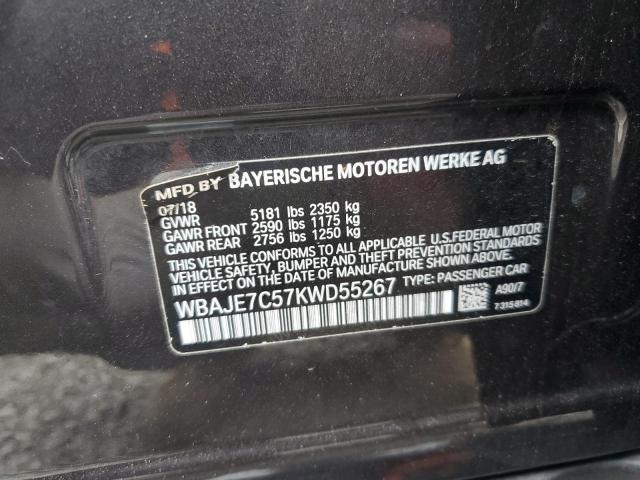 MFD BY BAYERISCHE MOTOREN WERKE AG
07/18
GVWR 5181 lbs 2350 kg
GAWR FRONT 2590 lbs 1175 kg
GAWR REAR 2756 lbs 1250 kg
THIS VEHICLE CONFORMS TO ALL APPLICABLE U.S.FEDERAL MOTOR
VEHICLE SAFETY, BUMPER AND THEFT PREVENTION STANDARDS
IN EFFECT ON THE DATE OF MANUFACTURE SHOWN ABOVE.
WBAJE7C57KWD55267 TYPE: PASSENGER CAR
A90/7
7315814